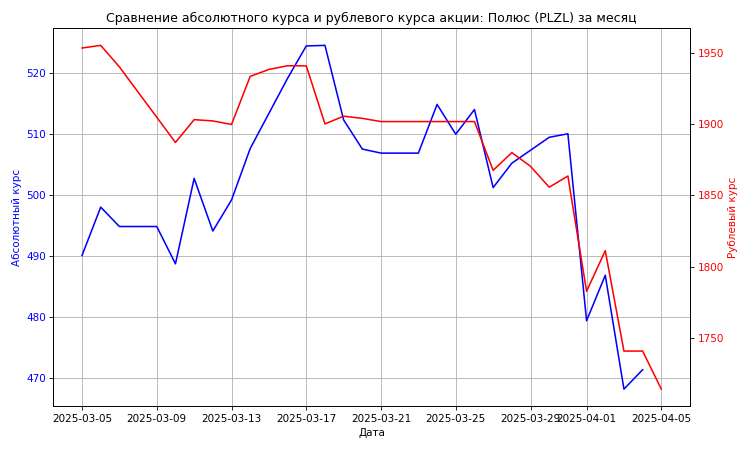 Сравнение абсолютного курса и рублевого курса акции: Полюс (PLZL) за месяц
Абсолютный курс
520
510
500
490
480
470
1950
1900
1850
1800
1750
Рублевый курс
2025-03-05 2025-03-09 2025-03-13 2025-03-17 2025-03-21 2025-03-25 2025-03-29 2025-04-01 2025-04-05
Дата